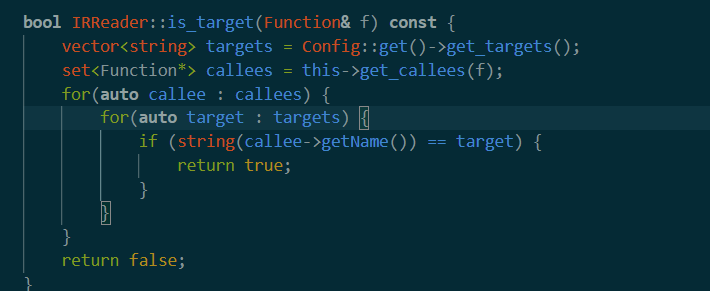 bool IRReader::is_target(Function& f) const {
    vector<string> targets = Config::get()->get_targets();
    set<Function*> callees = this->get_callees(f);
    for(auto callee : callees) {
        for(auto target : targets) {
            if (string(callee->getName()) == target) {
                return true;
            }
        }
    }
    return false;
}